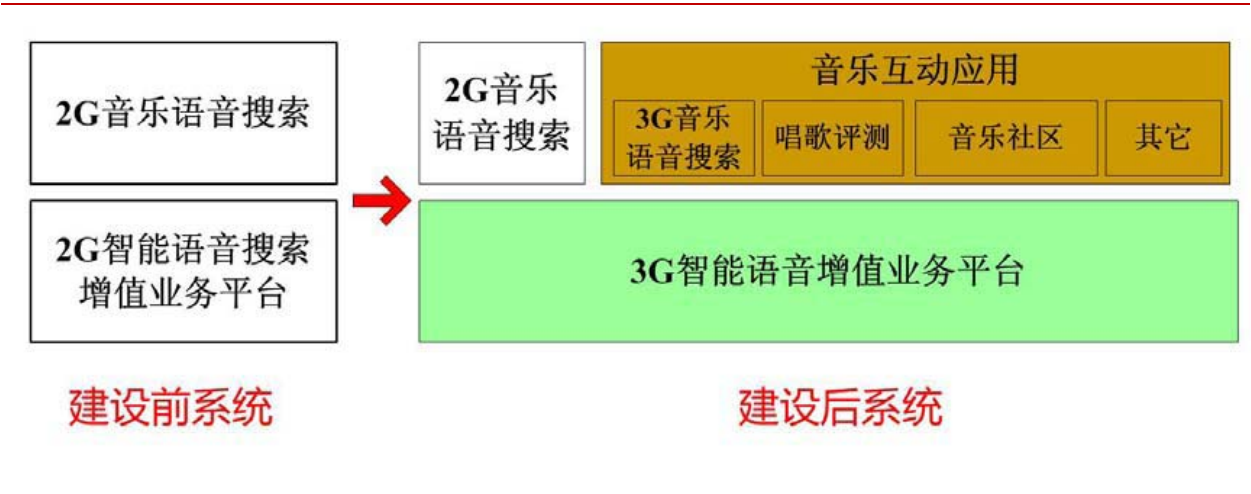 2G音乐语音搜索
2G智能语音搜索
增值业务平台
建设前系统
2G音乐
语音搜索
音乐互动应用
3G音乐
语音搜索
唱歌评测
音乐社区
其它
3G智能语音增值业务平台
建设后系统